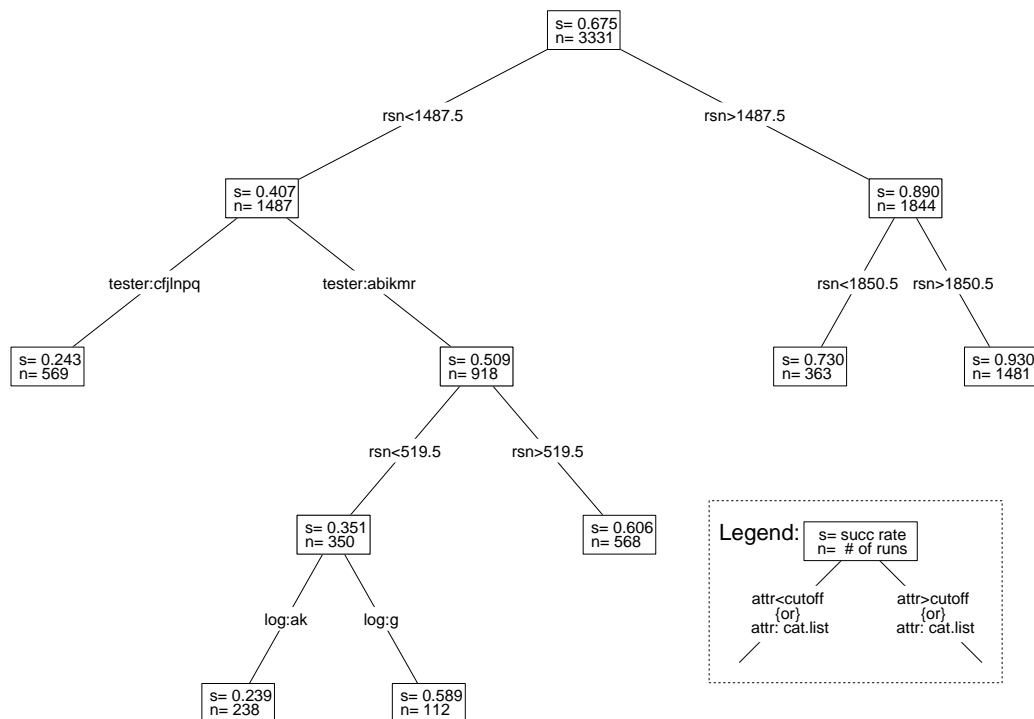 s= 0.675
n= 3331
rsn<1487.5
rsn>1487.5
s= 0.407
n= 1487
s= 0.890
n= 1844
tester:cfjlnpq
tester:abikmr
rsn<1850.5
rsn>1850.5
s= 0.243
n= 569
s= 0.509
n= 918
s= 0.730
n= 363
s= 0.930
n= 1481
rsn<519.5
rsn>519.5
s= 0.351
n= 350
s= 0.606
n= 568
log:ak
log:g
s= 0.239
n= 238
s= 0.589
n= 112
Legend:
s= succ rate
n= # of runs
attr<cutoff
{or}
attr: cat.list
attr>cutoff
{or}
attr: cat.list